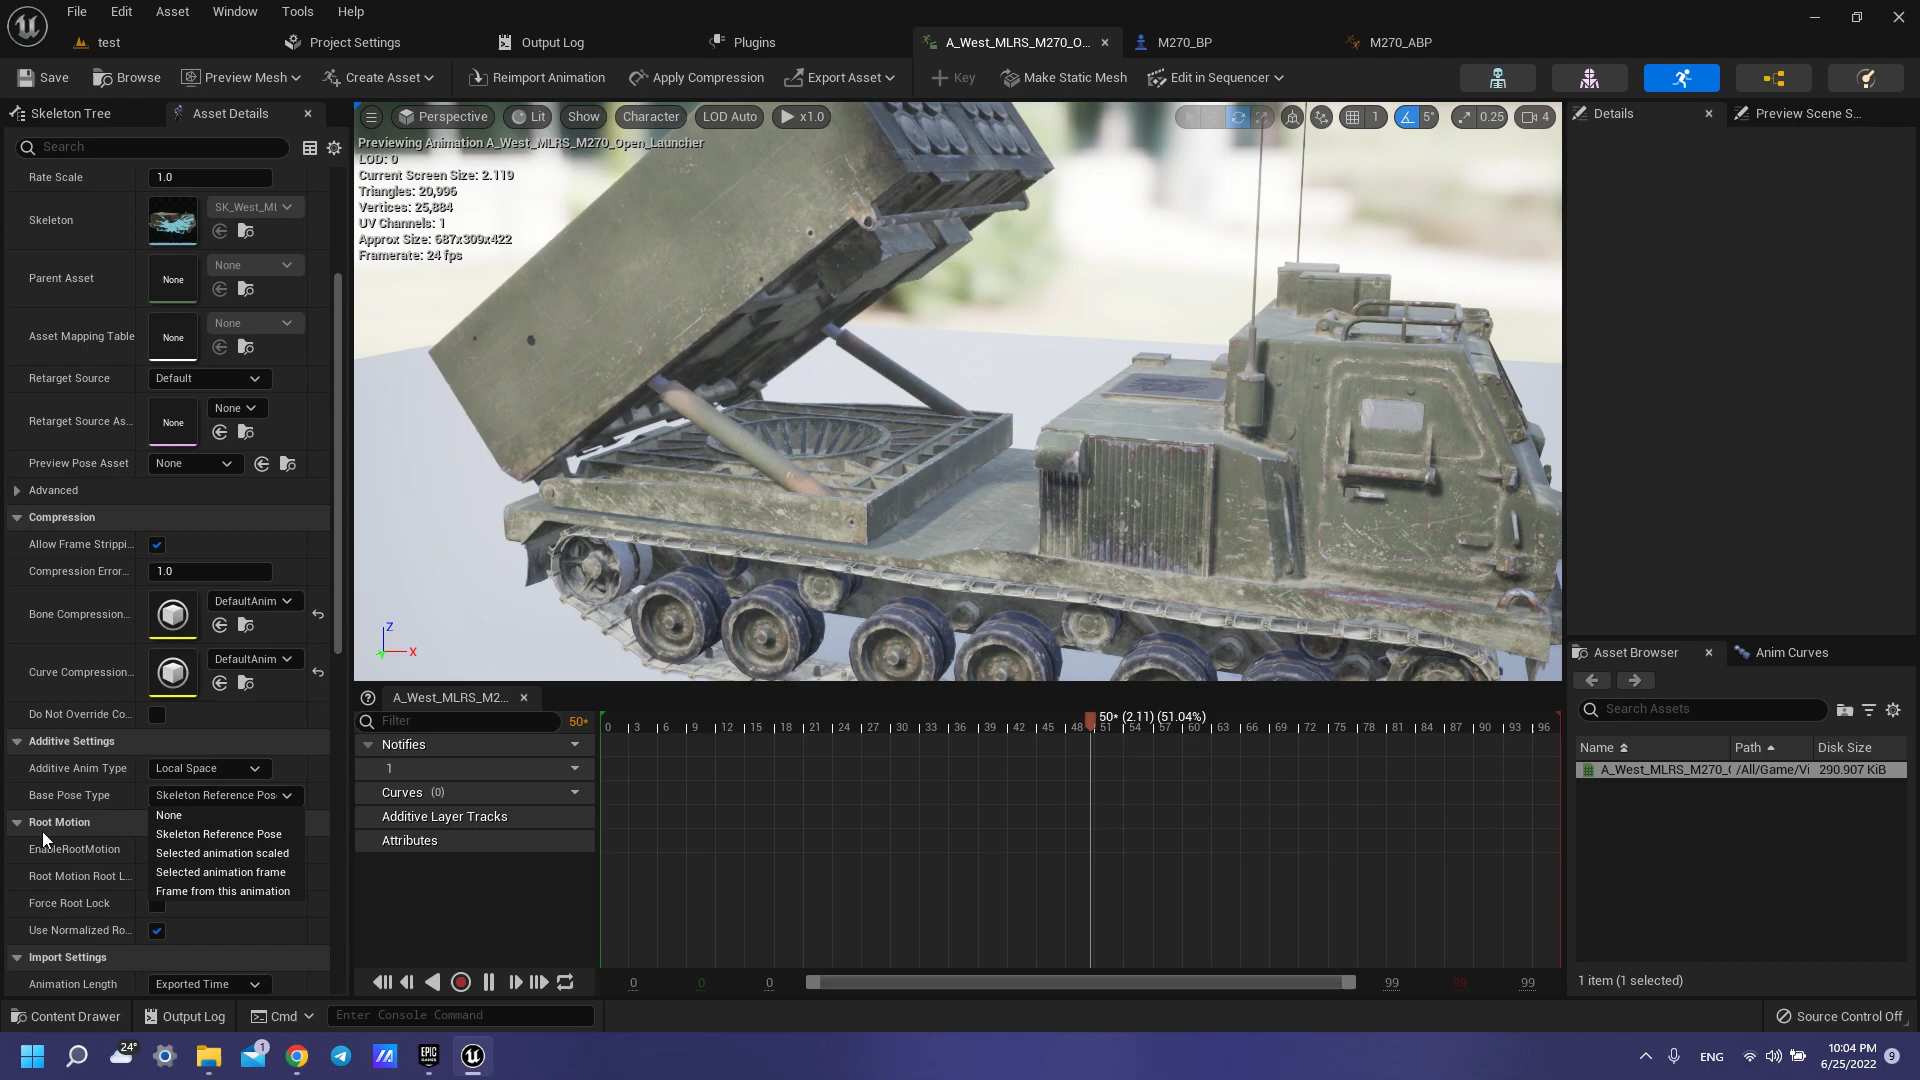 File Edit Asset Window Tools Help
test Project Settings Output Log Plugins A_West_MLRS_M270_O... M270_BP M270_ABP
Save Browse Preview Mesh Create Asset Reimport Animation Apply Compression Export Asset Key Make Static Mesh Edit in Sequencer
Skeleton Tree Asset Details
Search
Rate Scale 1.0
Skeleton SK_West_ML
Parent Asset None None
Asset Mapping Table None None
Retarget Source Default
Retarget Source As... None None
Preview Pose Asset None
Advanced
Compression
Allow Frame Strippi...
Compression Error... 1.0
Bone Compression... DefaultAnim
Curve Compression... DefaultAnim
Do Not Override Co...
Additive Settings
Additive Anim Type Local Space
Base Pose Type Skeleton Reference Pos
None
Skeleton Reference Pose
Selected animation scaled
Selected animation frame
Frame from this animation
Root Motion
EnableRootMotion
Root Motion Root L...
Force Root Lock
Use Normalized Ro...
Import Settings
Animation Length Exported Time
Perspective Lit Show Character LOD Auto x1.0 1 5° 0.25 4
Previewing Animation A_West_MLRS_M270_Open_Launcher
LOD: 0
Current Screen Size: 2.119
Triangles: 20,996
Vertices: 25,884
UV Channels: 1
Approx Size: 687x309x422
Framerate: 24 fps
Z
X
A_West_MLRS_M2...
Filter 50*
50* (2.11) (51.04%)
0 3 6 9 12 15 18 21 24 27 30 33 36 39 42 45 48 51 54 57 60 63 66 69 72 75 78 81 84 87 90 93 96
Notifies
1
Curves (0)
Additive Layer Tracks
Attributes
0 0 0 99 99 99
Details Preview Scene S...
Asset Browser Anim Curves
Search Assets
Name Path Disk Size
A_West_MLRS_M270_( /All/Game/Vi 290.907 KiB
1 item (1 selected)
Content Drawer Output Log Cmd Enter Console Command Source Control Off
24° 1 EPIC GAMES ENG 10:04 PM 9
6/25/2022